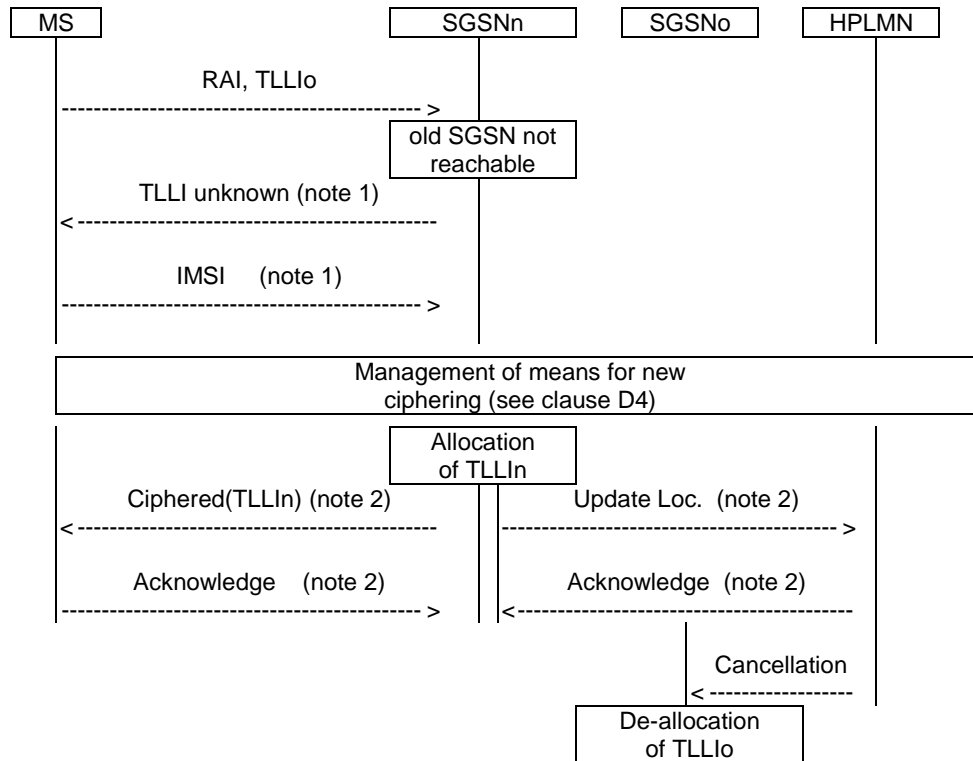 MS SGSNn SGSNo HPLMN
RAI, TLLIo
old SGSN not
reachable
TLLI unknown (note 1)
IMSI (note 1)
Management of means for new
ciphering (see clause D4)
Allocation
of TLLIn
Ciphered(TLLIn) (note 2) Update Loc. (note 2)
Acknowledge (note 2) Acknowledge (note 2)
Cancellation
De-allocation
of TLLIo